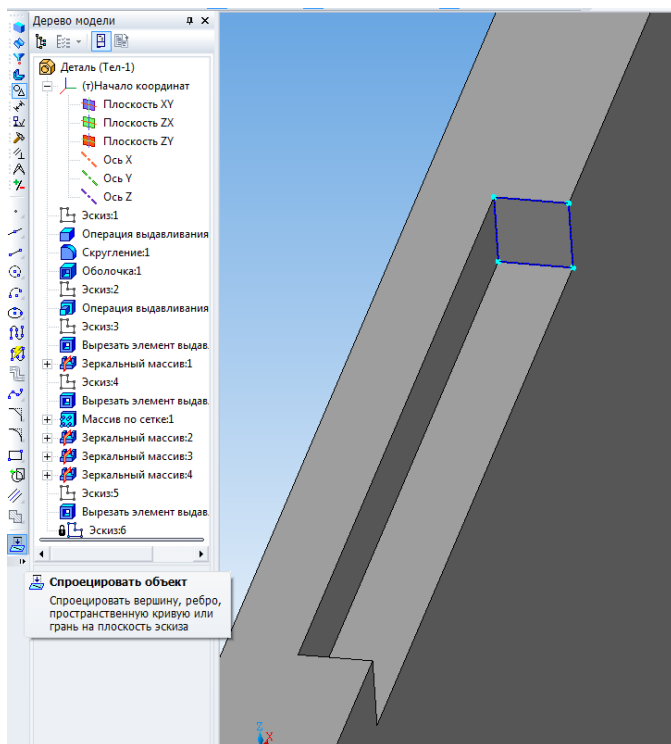 Дерево модели
Деталь (Тел-1)
(т)Начало координат
Плоскость XY
Плоскость ZX
Плоскость ZY
Ось X
Ось Y
Ось Z
Эскиз:1
Операция выдавливания
Скругление:1
Оболочка:1
Эскиз:2
Операция выдавливания
Эскиз:3
Вырезать элемент выдав.
Зеркальный массив:1
Эскиз:4
Вырезать элемент выдав.
Массив по сетке:1
Зеркальный массив:2
Зеркальный массив:3
Зеркальный массив:4
Эскиз:5
Вырезать элемент выдав.
Эскиз:6
Спроецировать объект
Спроецировать вершину, ребро,
пространственную кривую или
грань на плоскость эскиза
Z
X